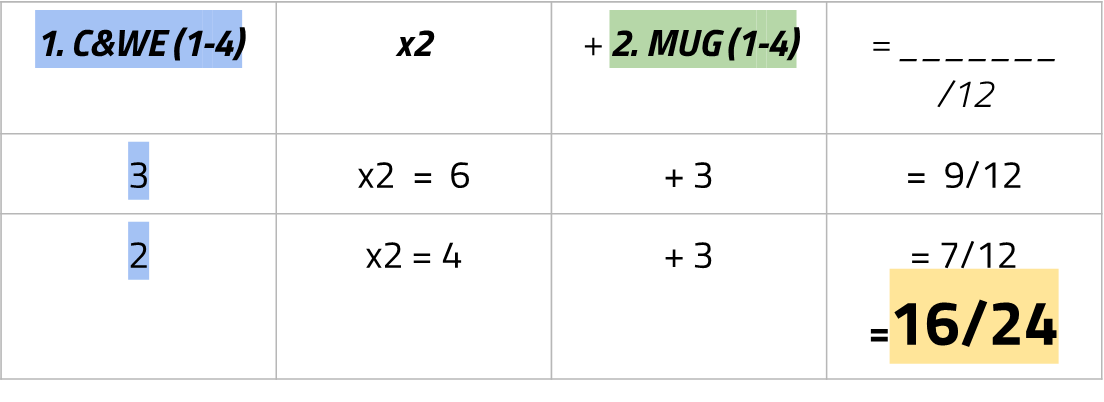 1. C&WE (1-4) x2 + 2. MUG (1-4) = _______
/12
3 x2 = 6 + 3 = 9/12
2 x2 = 4 + 3 = 7/12
=16/24